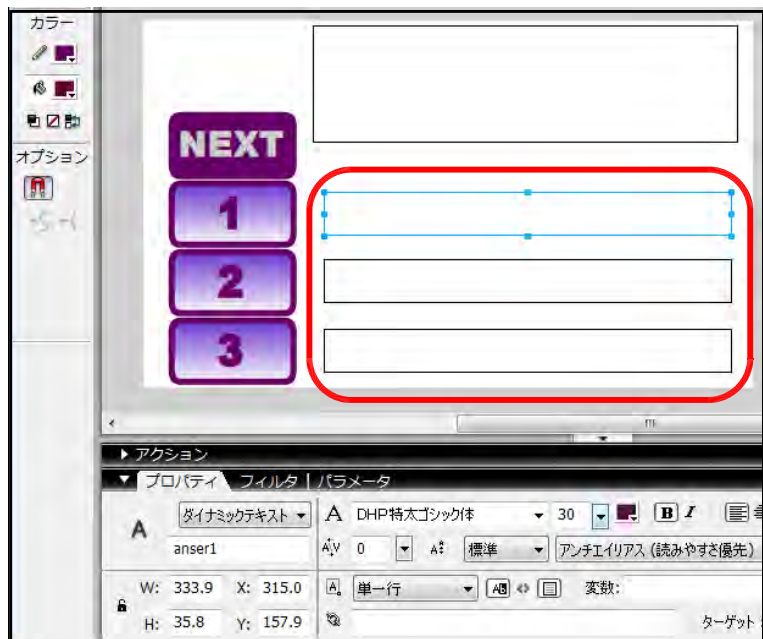 カラー
オプション
NEXT
1
2
3
アクション
プロパティ フィルタ | パラメータ
A ダイナミックテキスト A DHP特太ゴシック体 30 B I
anser1 0 標準 アンチエイリアス (読みやすさ優先)
W: 333.9 X: 315.0 単一行 変数:
H: 35.8 Y: 157.9 ターゲット